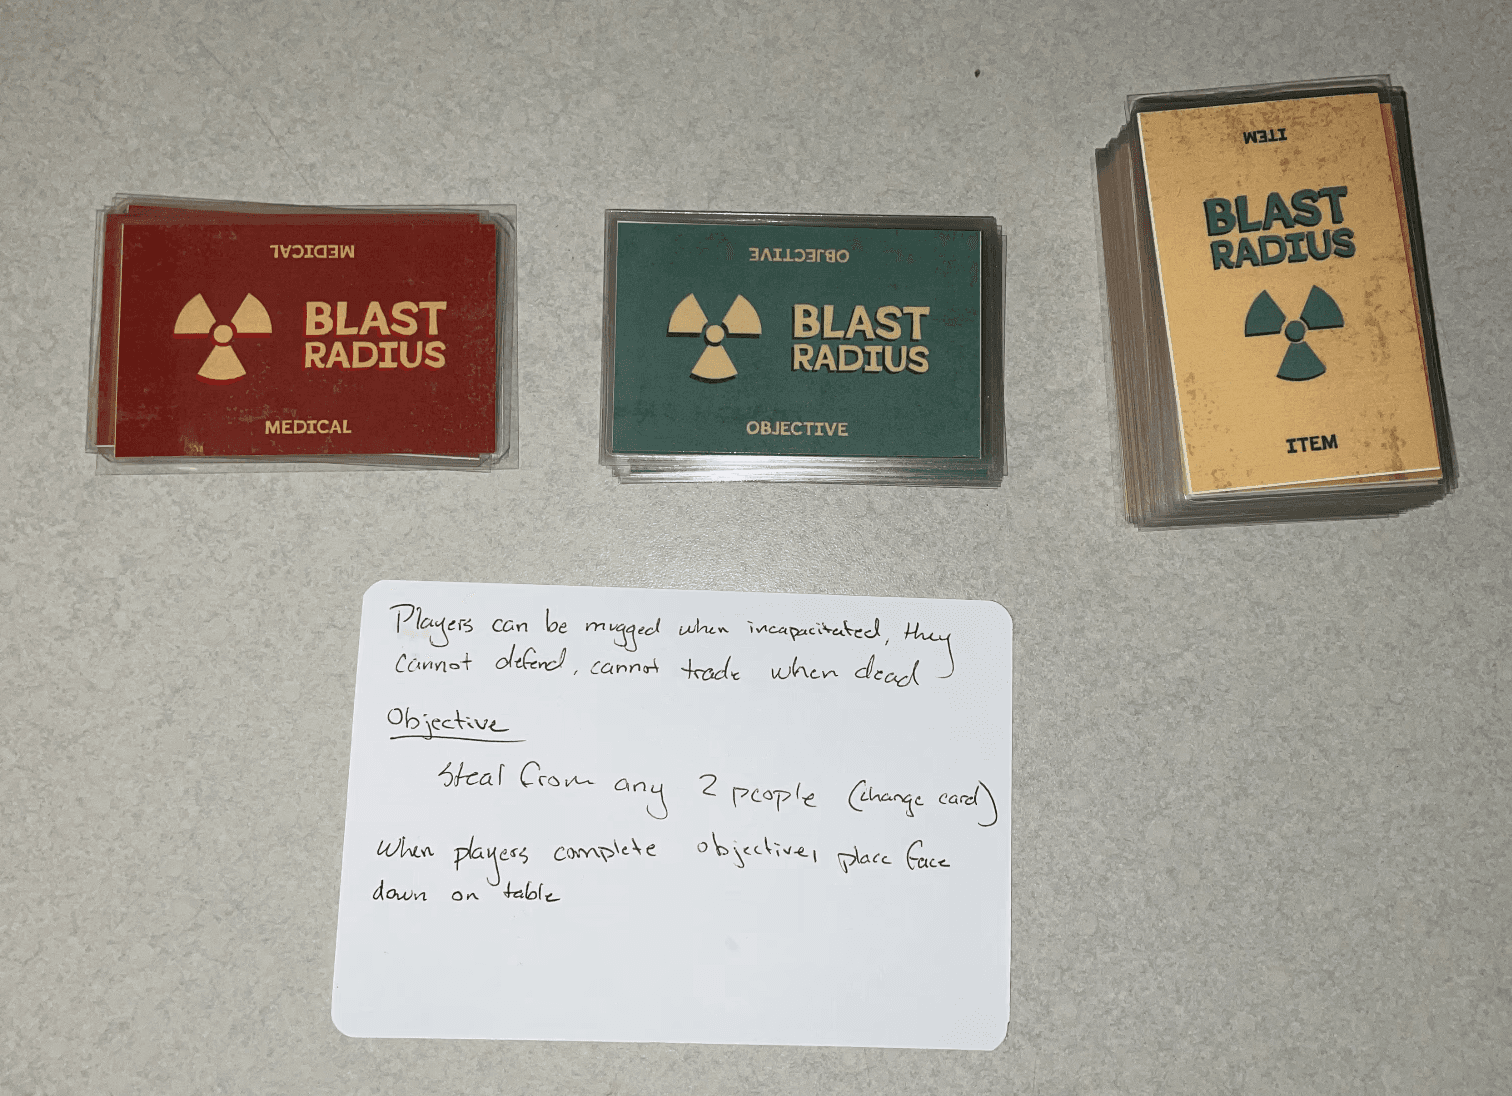 MEDICAL
BLAST
RADIUS
MEDICAL
OBJECTIVE
BLAST
RADIUS
OBJECTIVE
ITEM
BLAST
RADIUS
ITEM
Players can be mugged when incapacitated, they
cannot defend, cannot trade when dead
Objective
Steal from any 2 people (change card)
When players complete objectives, place face
down on table